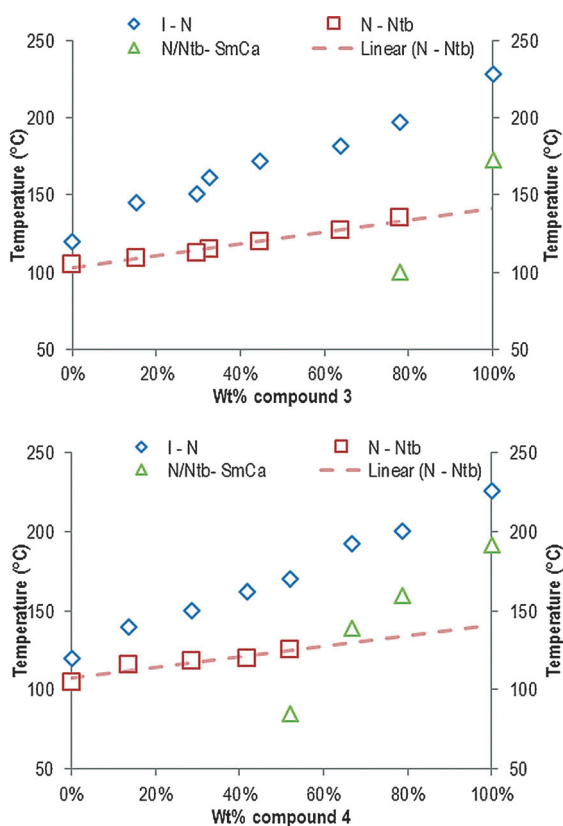 I - N
N - Ntb
N/Ntb- SmCa
Linear (N - Ntb)
250
200
150
100
50
Temperature (°C)
250
200
150
100
50
Temperature (°C)
0%
20%
40%
60%
80%
100%
Wt% compound 3
I - N
N - Ntb
N/Ntb- SmCa
Linear (N - Ntb)
250
200
150
100
50
Temperature (°C)
250
200
150
100
50
Temperature (°C)
0%
20%
40%
60%
80%
100%
Wt% compound 4